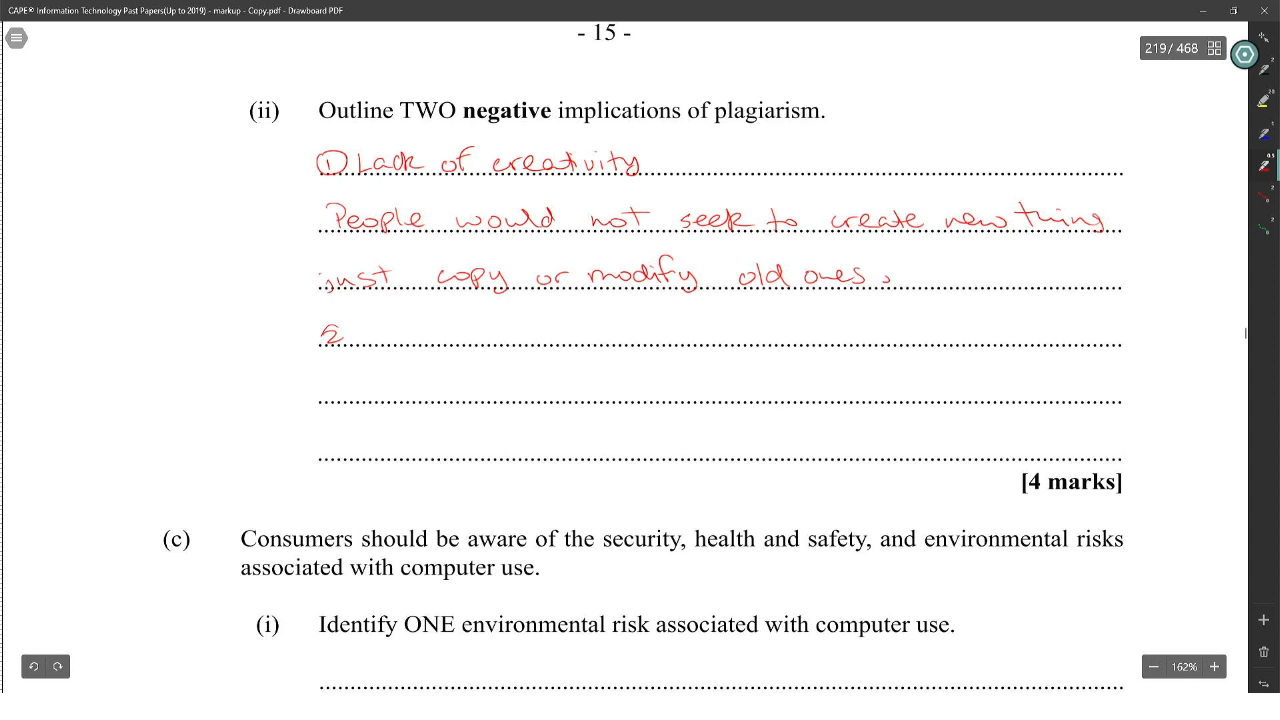 CAPE® Information Technology Past Papers(Up to 2019) - markup - Copy.pdf - Drawboard PDF
- 15 -
219 / 468
(ii) Outline TWO negative implications of plagiarism.
① Lack of creativity
People would not seek to create new thing
just copy or modify old ones,
2
[4 marks]
(c) Consumers should be aware of the security, health and safety, and environmental risks
associated with computer use.
(i) Identify ONE environmental risk associated with computer use.
162%